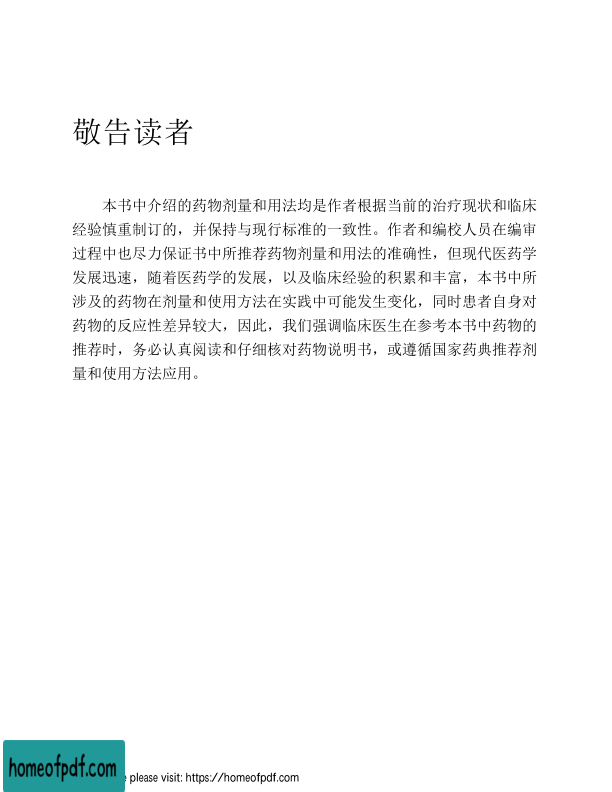 敬告读者
本书中介绍的药物剂量和用法均是作者根据当前的治疗现状和临床
经验慎重制订的，并保持与现行标准的一致性。作者和编校人员在编审
过程中也尽力保证书中所推荐药物剂量和用法的准确性，但现代医药学
发展迅速，随着医药学的发展，以及临床经验的积累和丰富，本书中所
涉及的药物在剂量和使用方法在实践中可能发生变化，同时患者自身对
药物的反应性差异较大，因此，我们强调临床医生在参考本书中药物的
推荐时，务必认真阅读和仔细核对药物说明书，或遵循国家药典推荐剂
量和使用方法应用。
homeofpdf.com
please visit: https://homeofpdf.com